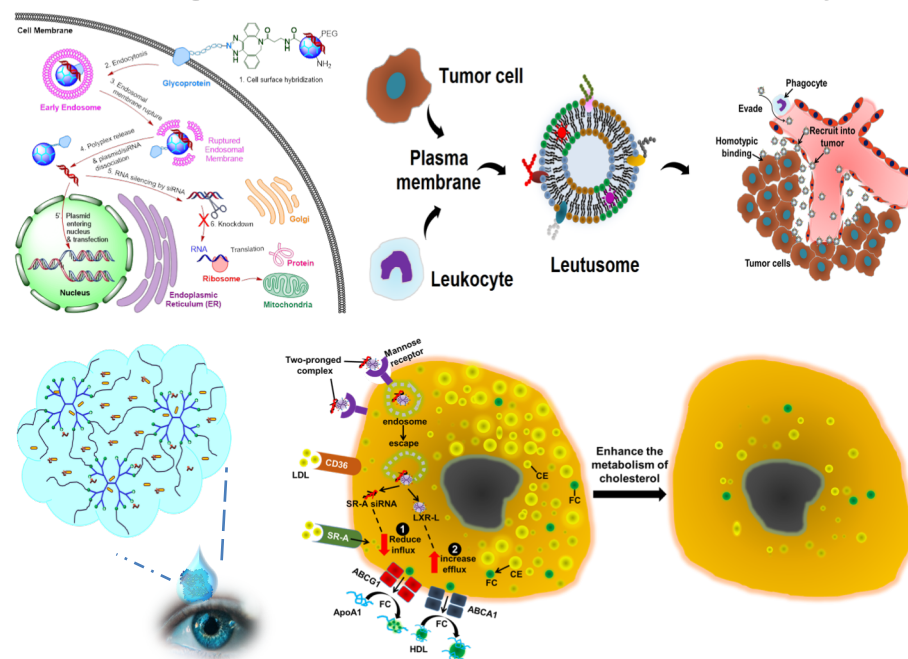 Cell Membrane
PEG
NH2
1. Cell surface hybridization
Glycoprotein
2. Endocytosis
Early Endosome
3. Endosomal
membrane rupture
Ruptured
Endosomal
Membrane
4. Polyplex release
& plasmid/siRNA
dissociation
5. RNA silencing by siRNA
5'. Plasmid
entering
nucleus
& transfection
Nucleus
6. Knockdown
Golgi
RNA
Translation
Ribosome
Protein
Mitochondria
Endoplasmic
Reticulum (ER)
Tumor cell
Plasma
membrane
Leukocyte
Leutusome
Phagocyte
Evade
Recruit into
tumor
Homotypic
binding
Tumor cells
Two-pronged
complex
Mannose
receptor
endosome
escape
LDL
CD36
SR-A siRNA
LXR-L
SR-A
1
Reduce
influx
2
increase
efflux
CE
FC
FC
CE
ABCG1
ABCA1
ApoA1
FC
FC
HDL
Enhance the
metabolism of
cholesterol